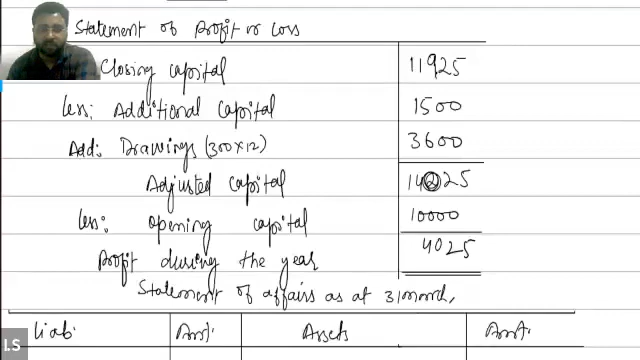 Statement of Profit or Loss
Closing Capital 11925
Less: Additional Capital 1500
Add: Drawings (300x12) 3600
Adjusted Capital 14025
Less: Opening Capital 10000
Profit during the year 4025
Statement of affairs as at 31 march,
Liab. Amt. Assets Amt.
I.S